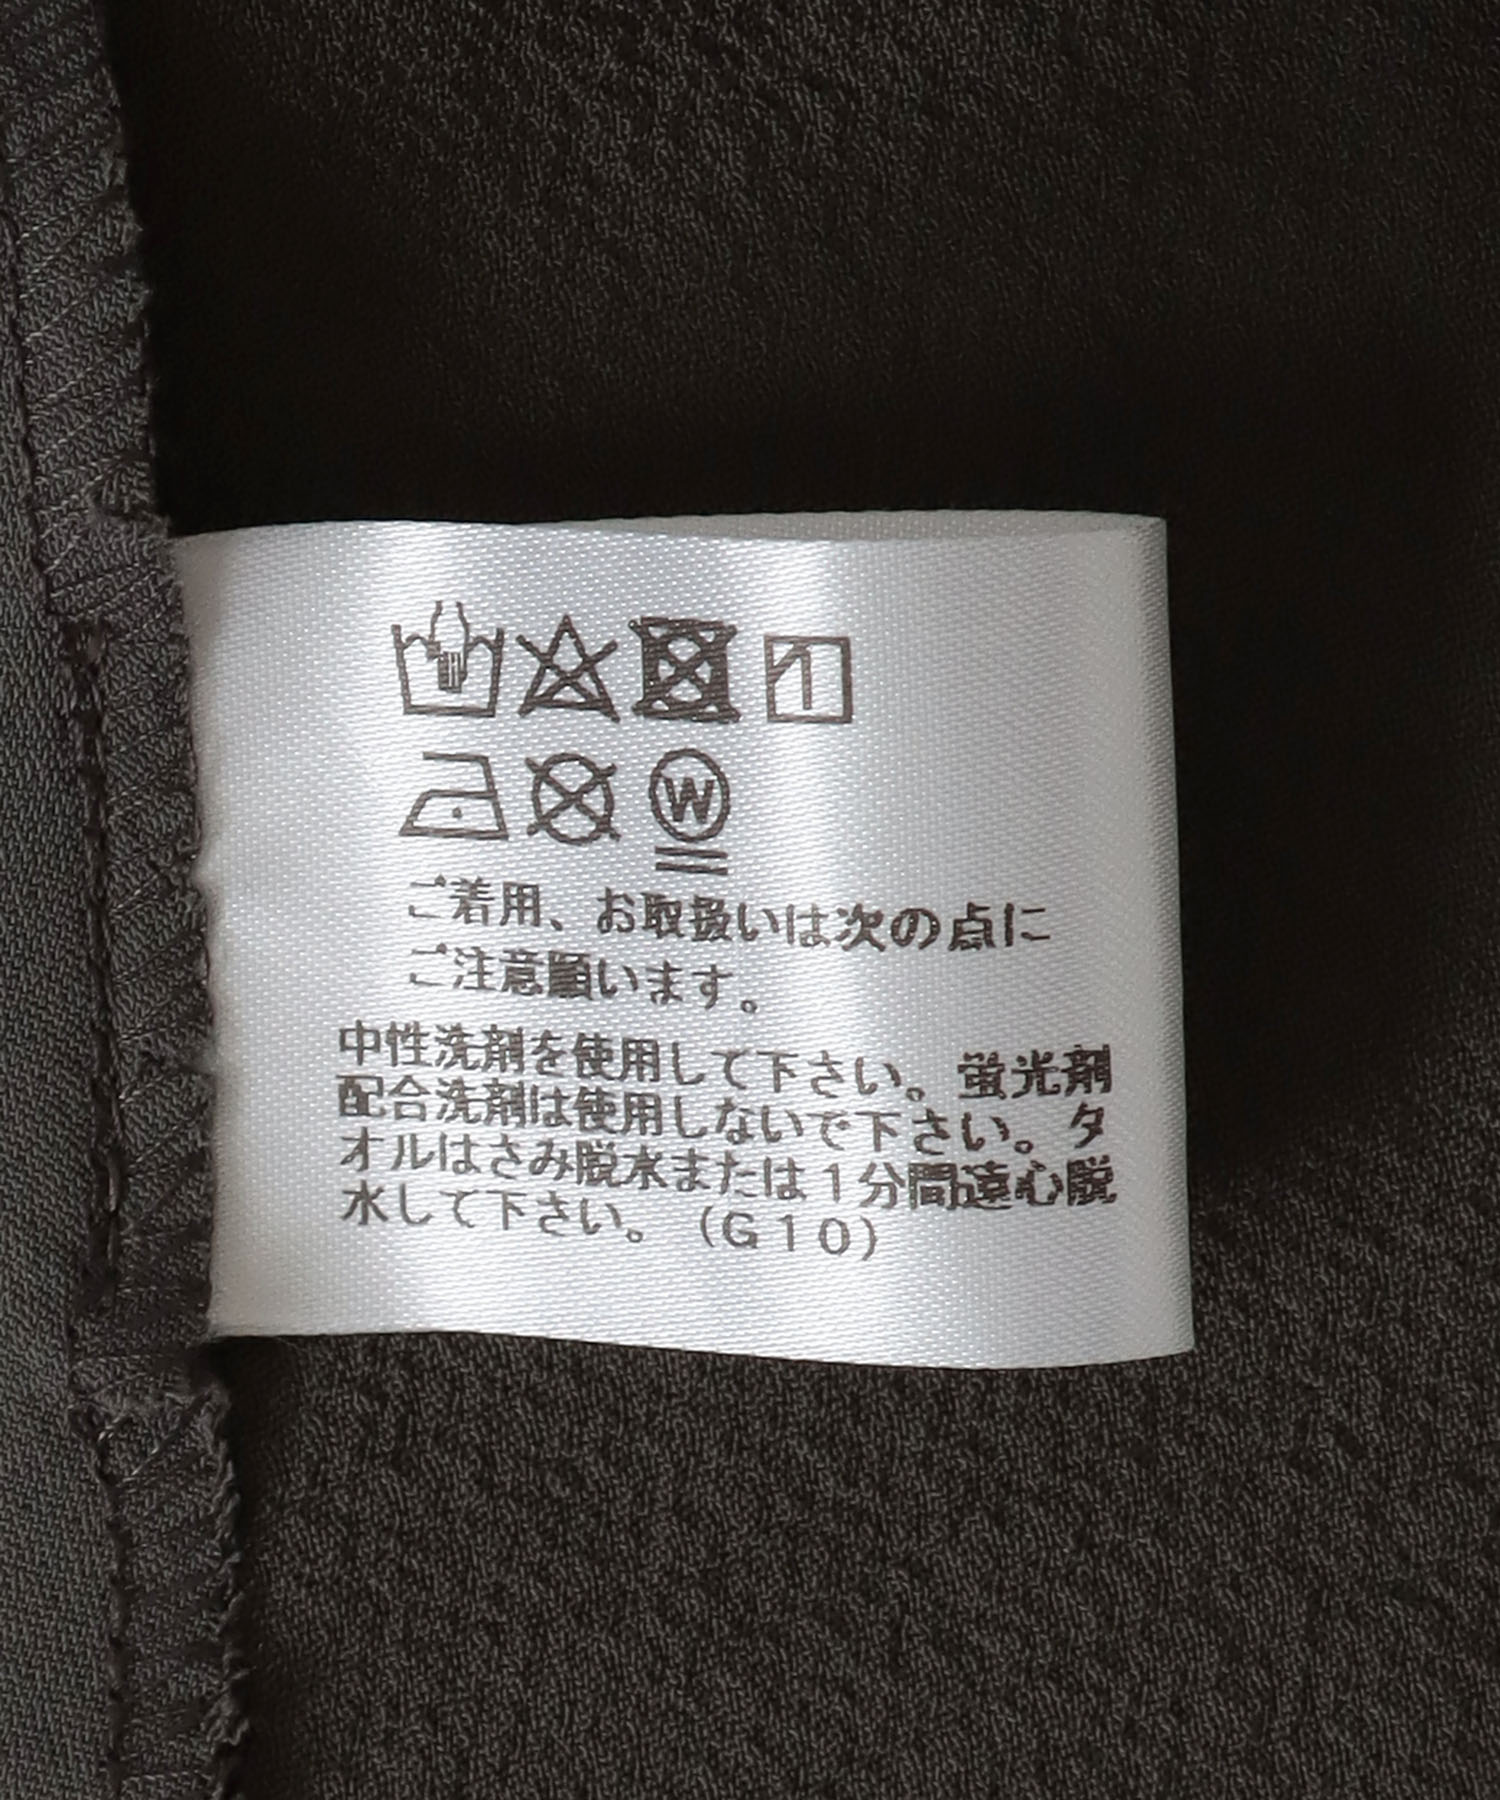 W
ご着用、お取扱いは次の点に
ご注意願います。
中性洗剤を使用して下さい。蛍光剤
配合洗剤は使用しないで下さい。タ
オルはさみ脱水または１分間遠心脱
水して下さい。（Ｇ１０）